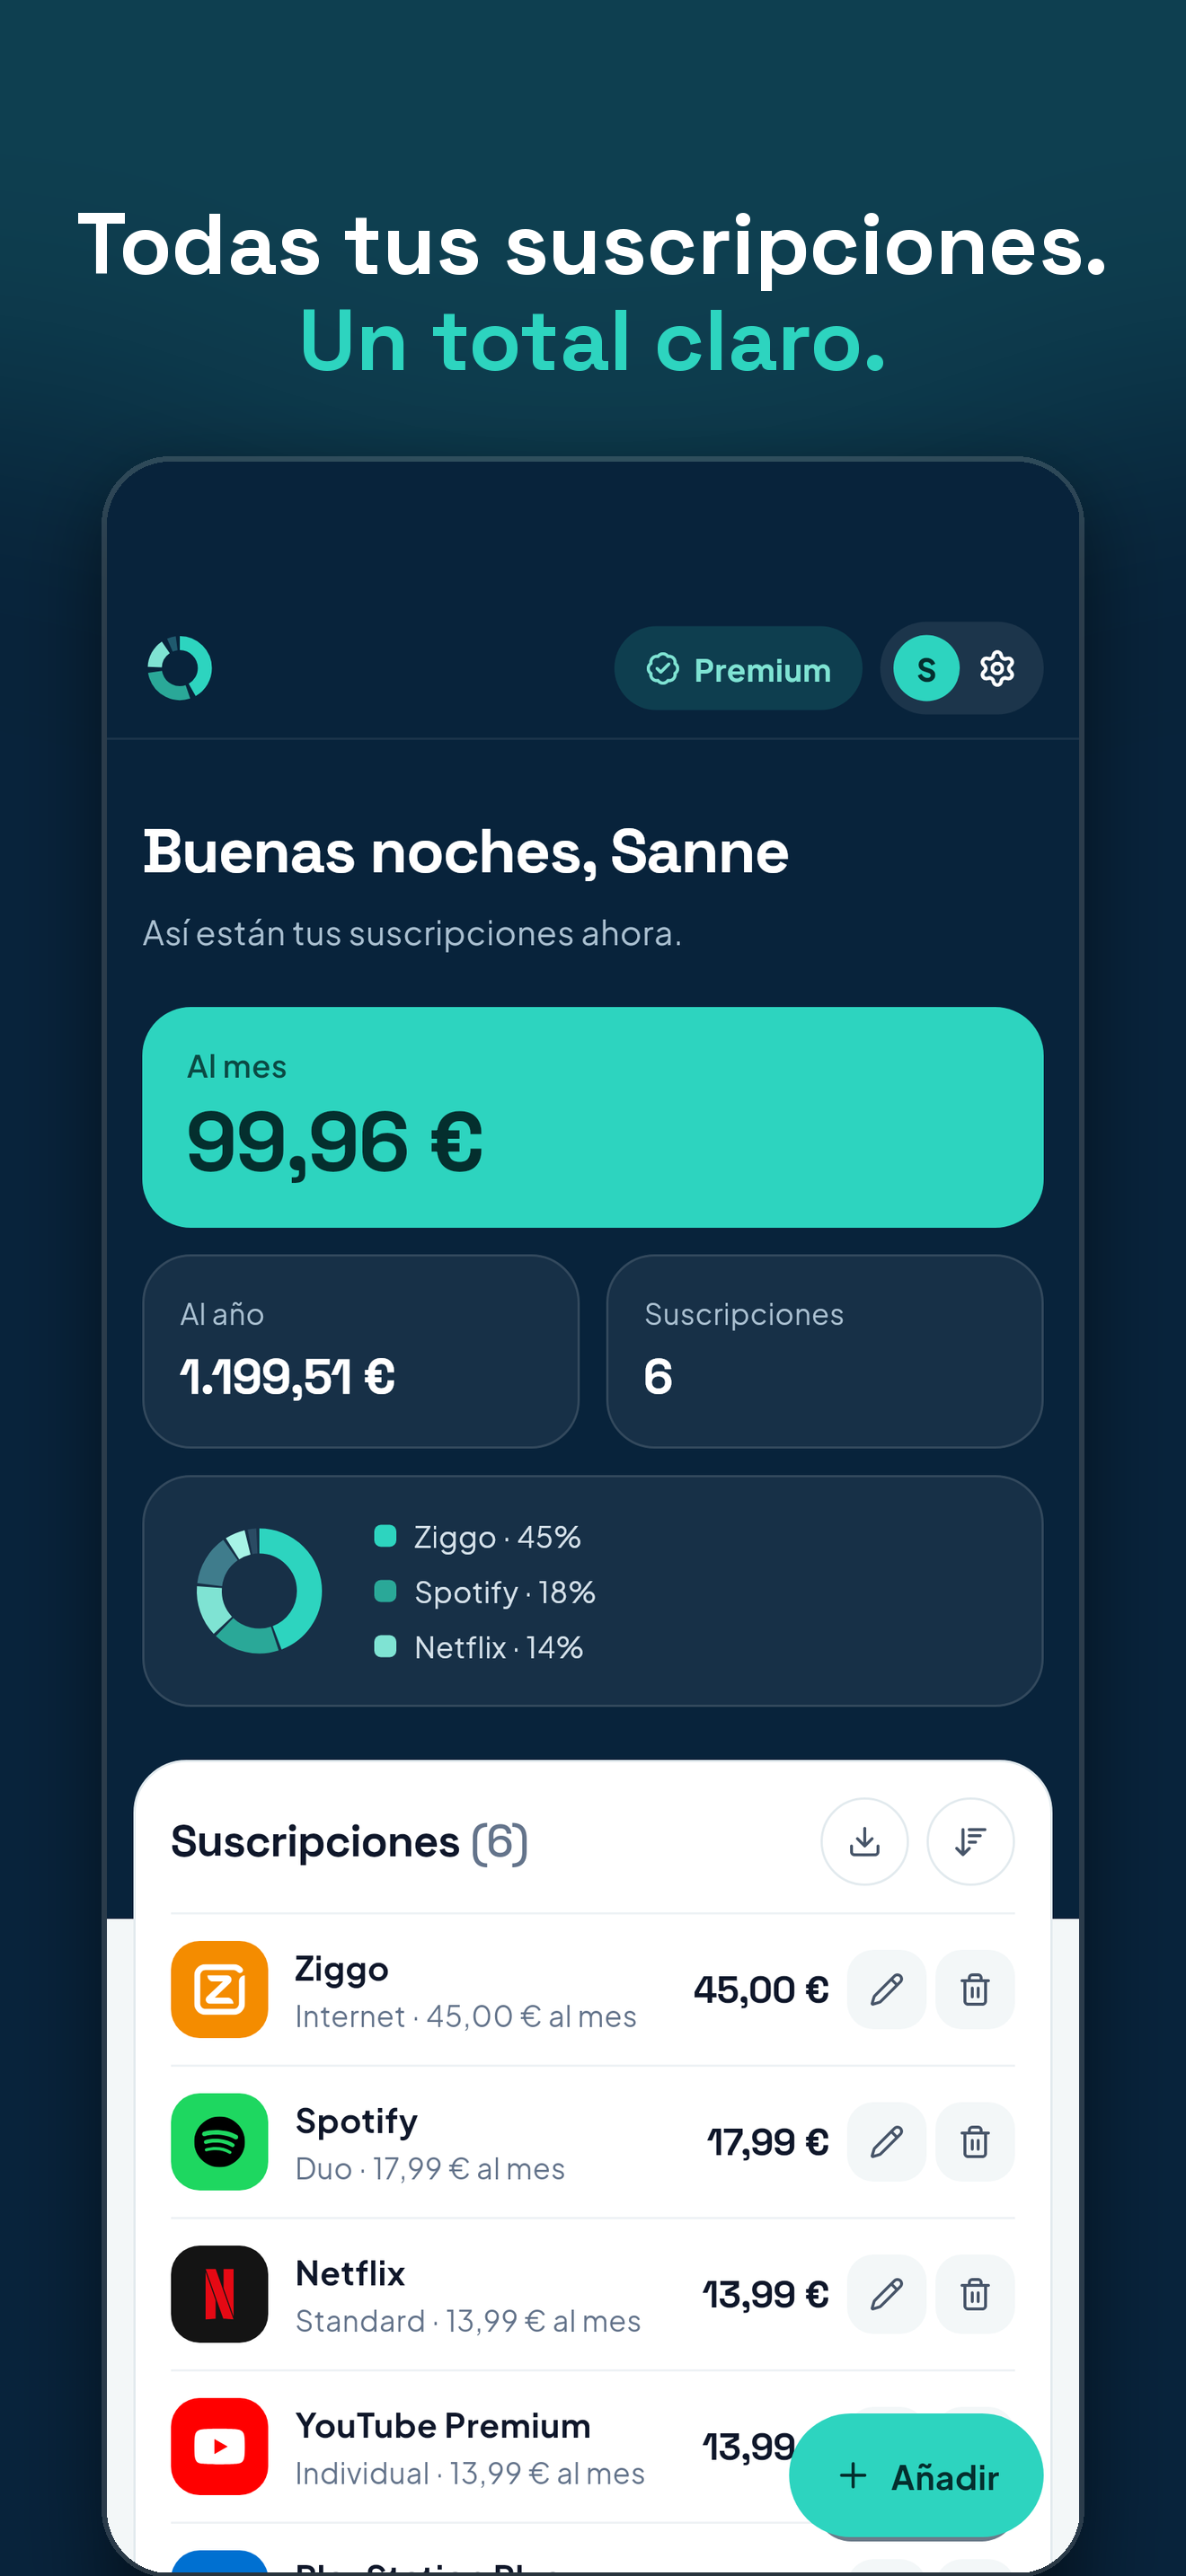 Todas tus suscripciones.
Un total claro.
Premium
S
Buenas noches, Sanne
Así están tus suscripciones ahora.
Al mes
99,96 €
Al año
1.199,51 €
Suscripciones
6
Ziggo · 45%
Spotify · 18%
Netflix · 14%
Suscripciones (6)
Ziggo
Internet · 45,00 € al mes
45,00 €
Spotify
Duo · 17,99 € al mes
17,99 €
Netflix
Standard · 13,99 € al mes
13,99 €
YouTube Premium
Individual · 13,99 € al mes
13,99
Añadir